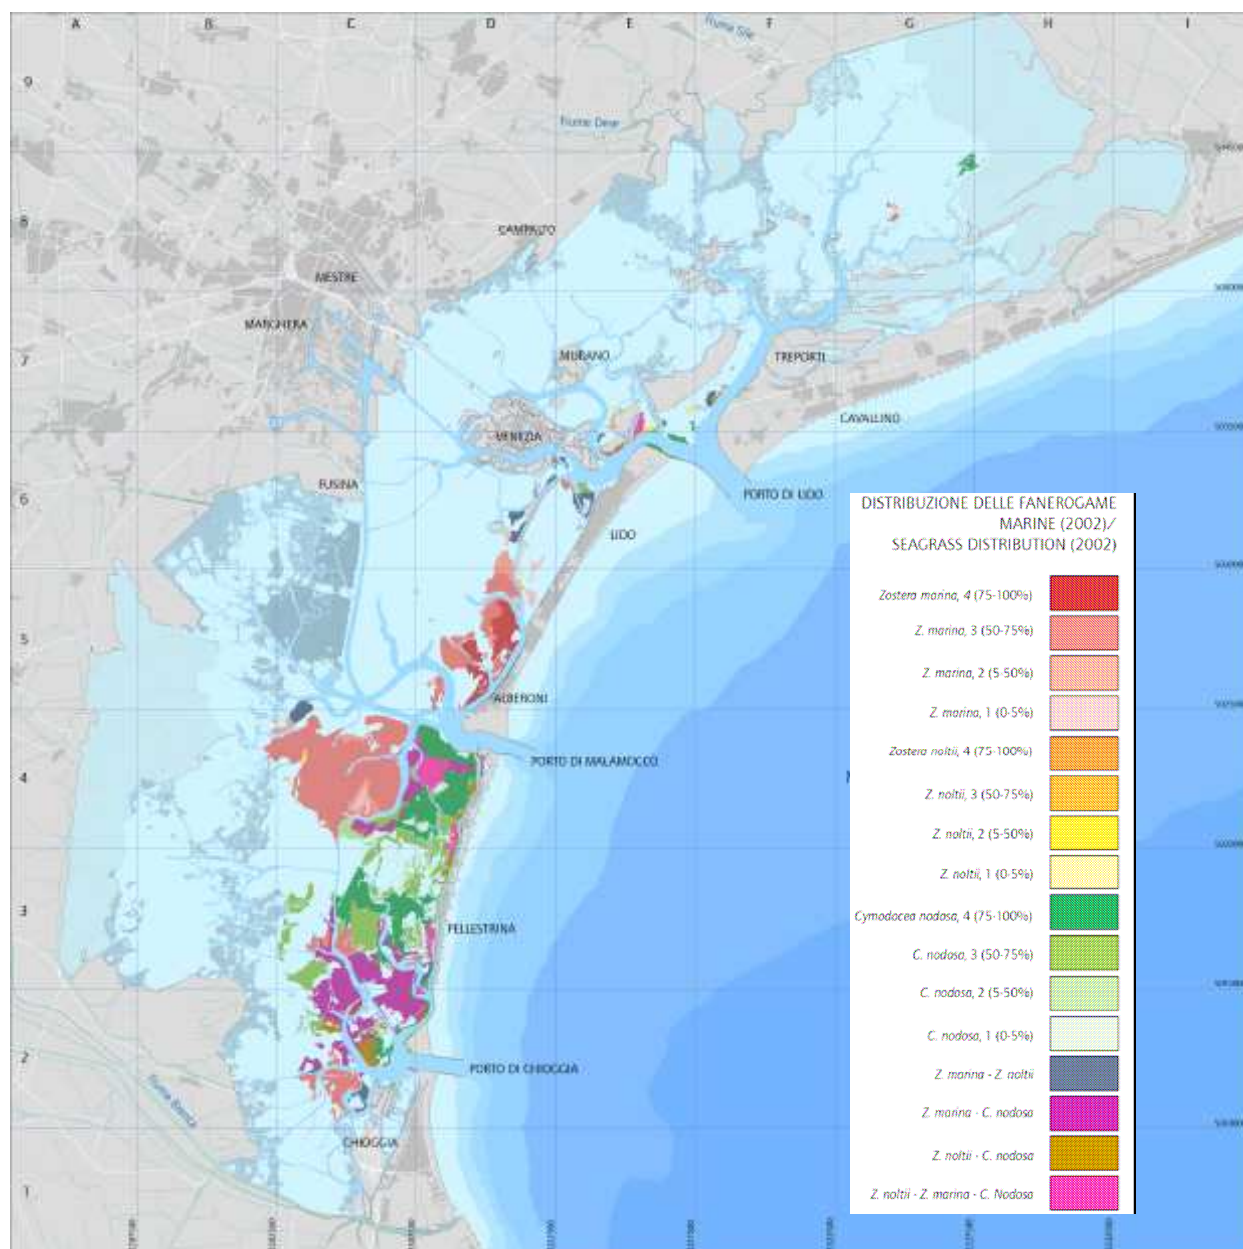 A B C D E F G H I
Fiume Sile
9
Fiume Dese
8
CAMPALTO
MESTRE
MARGHERA
7
MURANO
TREPORTI
CAVALLINO
VENEZIA
FUSINA
6
PORTO DI LIDO
LIDO
5
ALBERONI
4
PORTO DI MALAMOCCO
3
PELLESTRINA
2
PORTO DI CHIOGGIA
Fiume Brenta
CHIOGGIA
1
DISTRIBUZIONE DELLE FANEROGAME
MARINE (2002)/
SEAGRASS DISTRIBUTION (2002)
Zostera marina, 4 (75-100%)
Z. marina, 3 (50-75%)
Z. marina, 2 (5-50%)
Z. marina, 1 (0-5%)
Zostera noltii, 4 (75-100%)
Z. noltii, 3 (50-75%)
Z. noltii, 2 (5-50%)
Z. noltii, 1 (0-5%)
Cymodocea nodosa, 4 (75-100%)
C. nodosa, 3 (50-75%)
C. nodosa, 2 (5-50%)
C. nodosa, 1 (0-5%)
Z. marina - Z. noltii
Z. marina - C. nodosa
Z. noltii - C. nodosa
Z. noltii - Z. marina - C. Nodosa